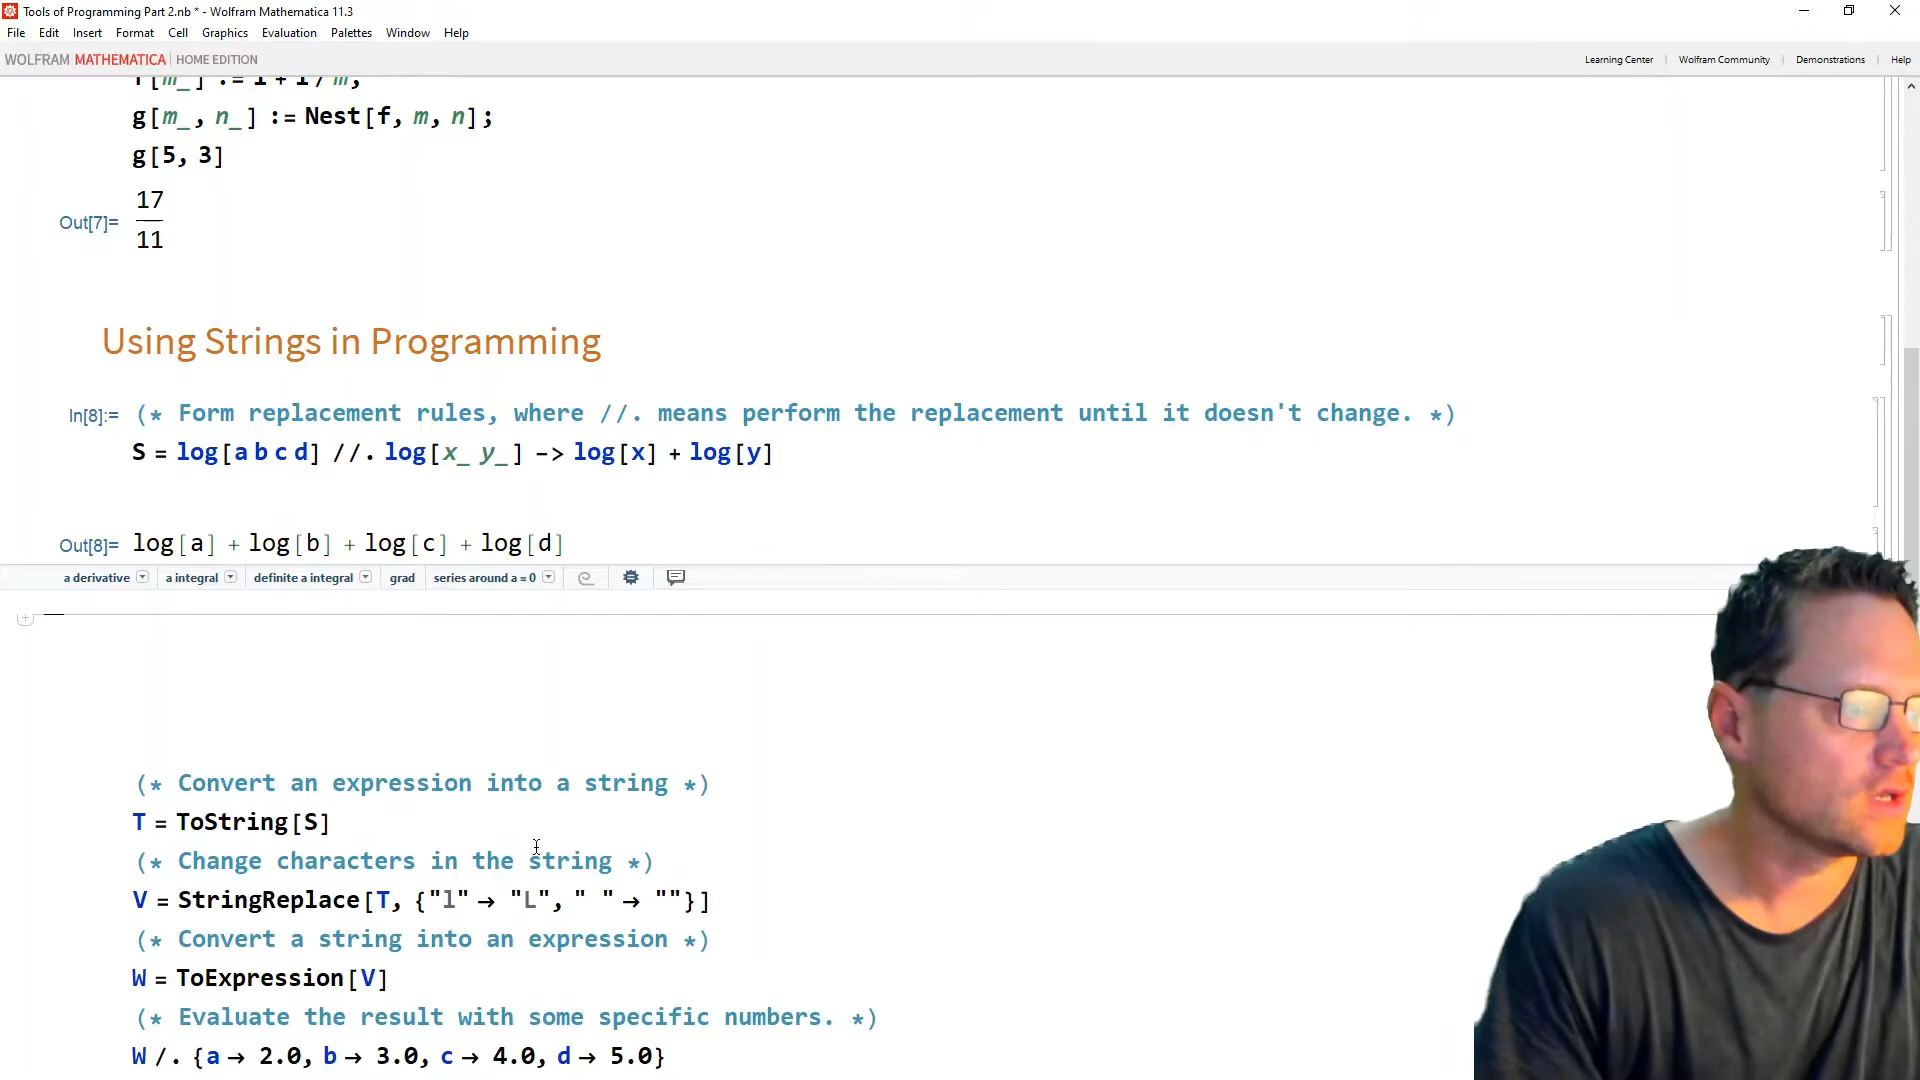 Tools of Programming Part 2.nb * - Wolfram Mathematica 11.3
File Edit Insert Format Cell Graphics Evaluation Palettes Window Help
WOLFRAM MATHEMATICA | HOME EDITION Learning Center | Wolfram Community | Demonstrations | Help
f[m_] := 1 + 1 / m;
g[m_, n_] := Nest[f, m, n];
g[5, 3]
17
Out[7]=
11
Using Strings in Programming
In[8]:= (* Form replacement rules, where //. means perform the replacement until it doesn't change. *)
S = log[a b c d] //. log[x_ y_] -> log[x] + log[y]
Out[8]= log[a] + log[b] + log[c] + log[d]
a derivative a integral definite a integral grad series around a = 0
(* Convert an expression into a string *)
T = ToString[S]
(* Change characters in the string *)
V = StringReplace[T, {"l" → "L", " " → ""}]
(* Convert a string into an expression *)
W = ToExpression[V]
(* Evaluate the result with some specific numbers. *)
W /. {a → 2.0, b → 3.0, c → 4.0, d → 5.0}